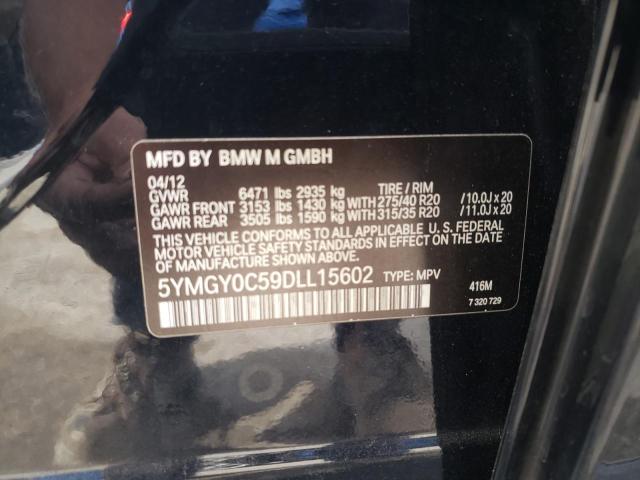 MFD BY BMW M GMBH
04/12
GVWR 6471 lbs 2935 kg TIRE / RIM
GAWR FRONT 3153 lbs 1430 kg WITH 275/40 R20 /10.0J x 20
GAWR REAR 3505 lbs 1590 kg WITH 315/35 R20 /11.0J x 20
THIS VEHICLE CONFORMS TO ALL APPLICABLE U.S. FEDERAL
MOTOR VEHICLE SAFETY STANDARDS IN EFFECT ON THE
DATE OF MANUFACTURE SHOWN ABOVE.
5YMGY0C59DLL15602 TYPE: MPV
416M
7 320 729